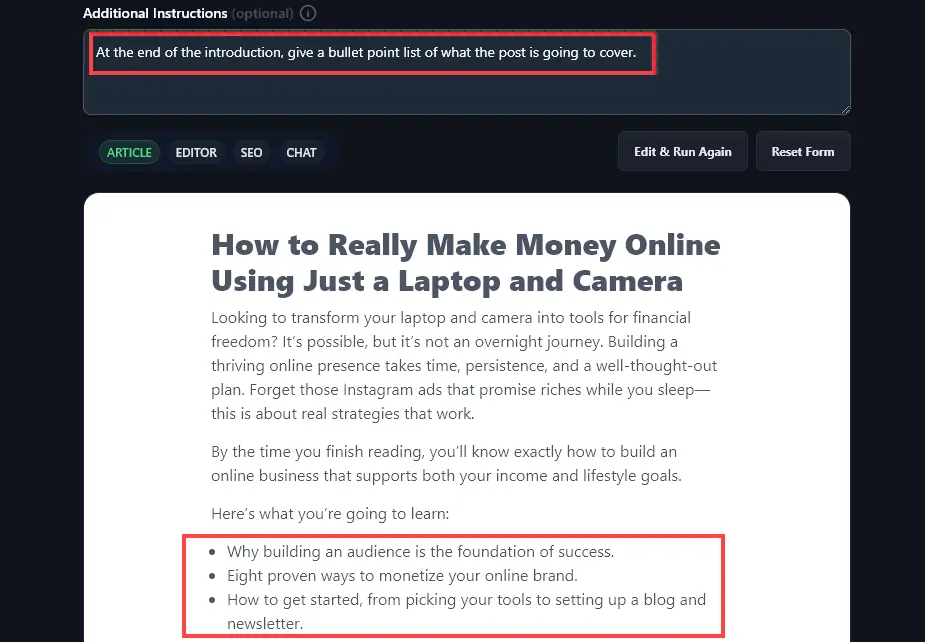 Additional Instructions (optional)
At the end of the introduction, give a bullet point list of what the post is going to cover.
ARTICLE EDITOR SEO CHAT Edit & Run Again Reset Form
How to Really Make Money Online
Using Just a Laptop and Camera
Looking to transform your laptop and camera into tools for financial
freedom? It’s possible, but it’s not an overnight journey. Building a
thriving online presence takes time, persistence, and a well-thought-out
plan. Forget those Instagram ads that promise riches while you sleep—
this is about real strategies that work.
By the time you finish reading, you’ll know exactly how to build an
online business that supports both your income and lifestyle goals.
Here’s what you’re going to learn:
• Why building an audience is the foundation of success.
• Eight proven ways to monetize your online brand.
• How to get started, from picking your tools to setting up a blog and
newsletter.